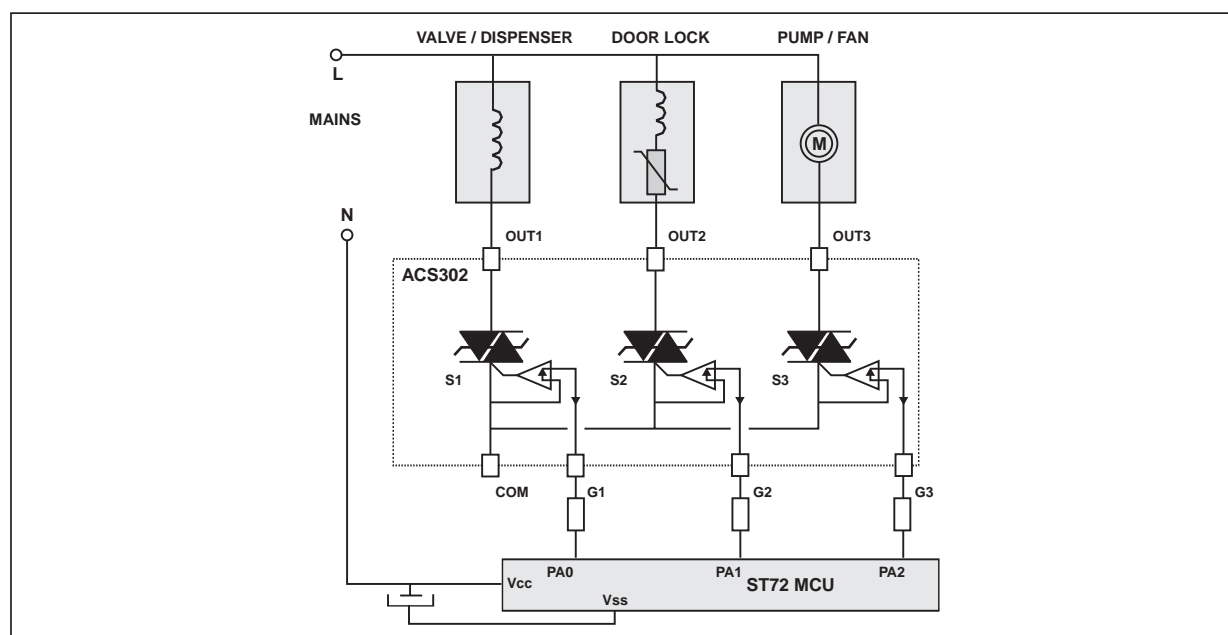 VALVE / DISPENSER DOOR LOCK PUMP / FAN
L
MAINS
M
N
OUT1 OUT2 OUT3
ACS302
S1 S2 S3
COM G1 G2 G3
PA0 PA1 PA2
Vcc ST72 MCU
Vss